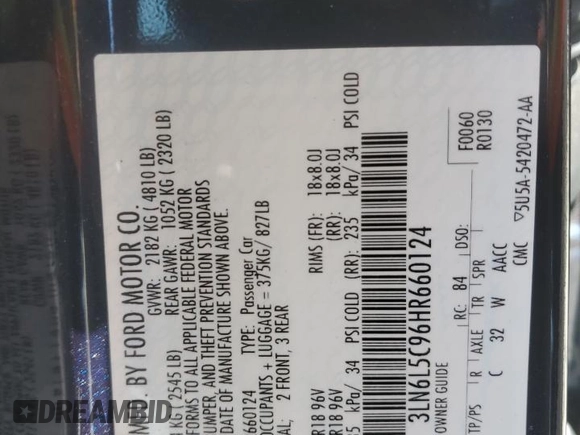 MFD. BY FORD MOTOR CO.
GVWR: 2182 KG ( 4810 LB)
KG ( 2545 LB) REAR GAWR: 1052 KG ( 2320 LB)
FORMS TO ALL APPLICABLE FEDERAL MOTOR
UMPER, AND THEFT PREVENTION STANDARDS
DATE OF MANUFACTURE SHOWN ABOVE.
660124 TYPE: Passenger Car
OCCUPANTS + LUGGAGE = 375KG/ 827LB
AL: 2 FRONT, 3 REAR
R18 96V RIMS (FR): 18x8.0J
R18 96V (RR): 18x8.0J
kPa/ 34 PSI COLD (RR): 235 kPa/ 34 PSI COLD
3LN6L5C96HR660124
OWNER GUIDE
F0060
R0130
RC: 84 DSO:
TP/PS R AXLE TR SPR
C 32 W AACC
CMC ▽5U5A-5420472-AA
DREAMBID